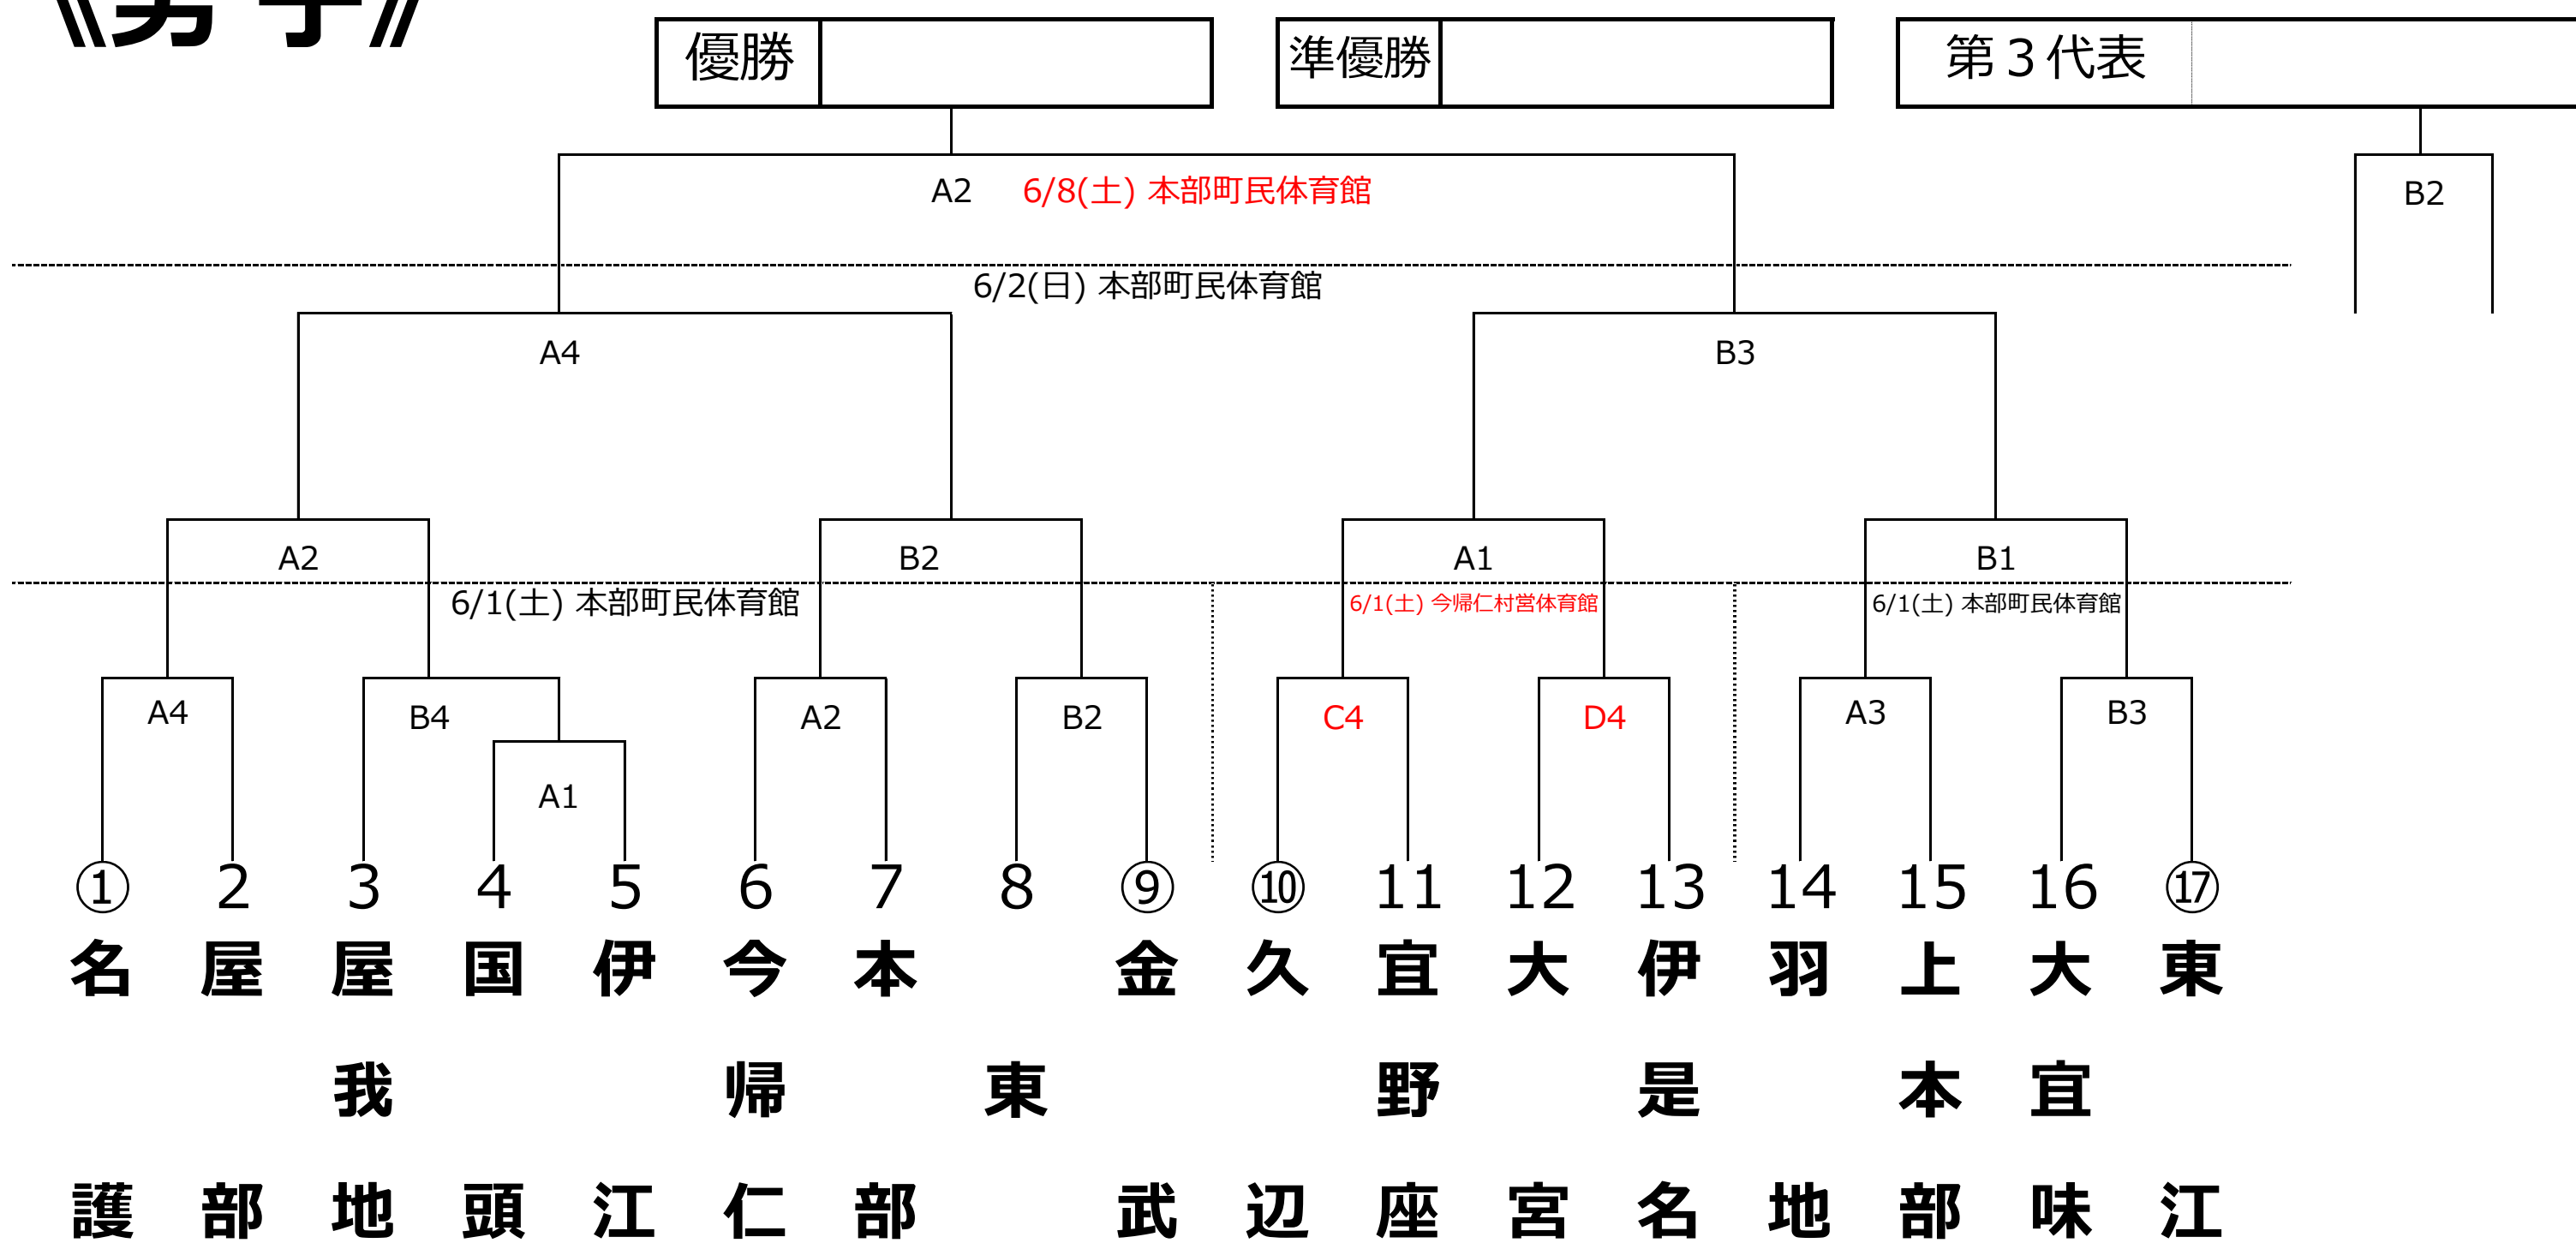 《男子》
優勝
準優勝
第３代表
A2 6/8(土) 本部町民体育館
B2
6/2(日) 本部町民体育館
A4
B3
A2
B2
A1
B1
6/1(土) 本部町民体育館
6/1(土) 今帰仁村営体育館
6/1(土) 本部町民体育館
A4
B4
A2
B2
C4
D4
A3
B3
A1
① 2 3 4 5 6 7 8 ⑨ ⑩ 11 12 13 14 15 16 ⑰
名護
屋部
屋我地
国頭
伊江
今帰仁
本部
東
金武
久辺
宜野座
大宮
伊是名
羽地
上本部
大宜味
東江